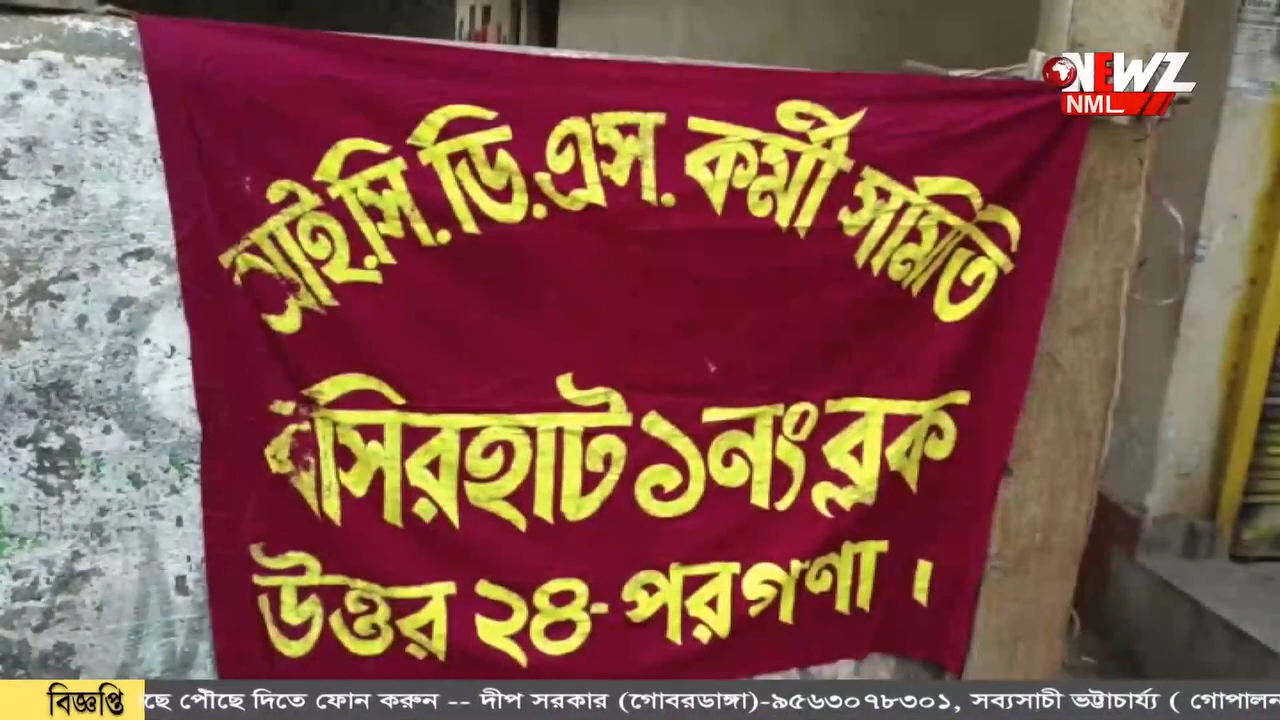 NEWZ
NML
আই.সি.ডি.এস. কর্মী সমিতি
বসিরহাট ১নং ব্লক
উত্তর ২৪-পরগণা ।
বিজ্ঞপ্তি ছে পৌঁছে দিতে ফোন করুন -- দীপ সরকার (গোবরডাঙ্গা)-৯৫৬৩০৭৮৩০১, সব্যসাচী ভট্টাচার্য্য ( গোপালন